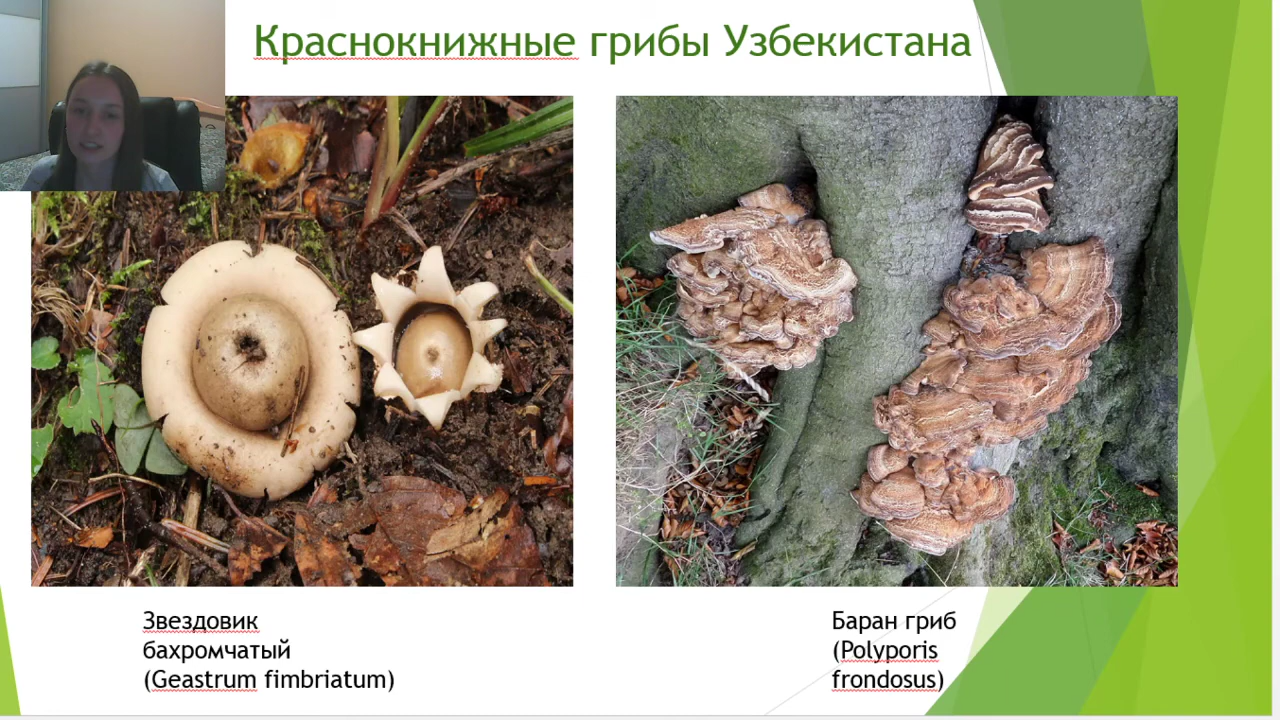 Краснокнижные грибы Узбекистана
Звездовик
бахромчатый
(Geastrum fimbriatum)
Баран гриб
(Polyporis
frondosus)